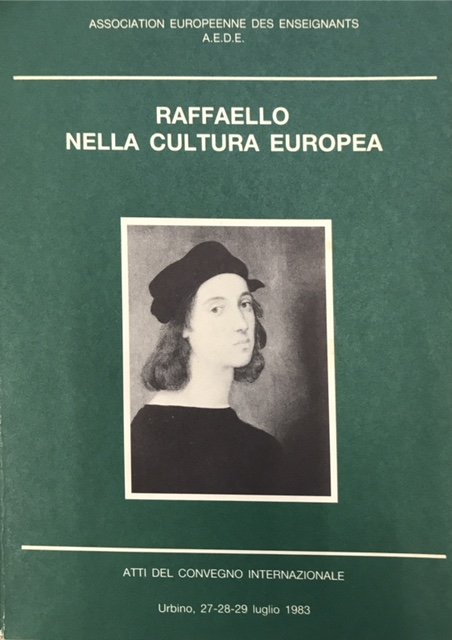 ASSOCIATION EUROPEENNE DES ENSEIGNANTS
A.E.D.E.
RAFFAELLO
NELLA CULTURA EUROPEA
ATTI DEL CONVEGNO INTERNAZIONALE
Urbino, 27-28-29 luglio 1983